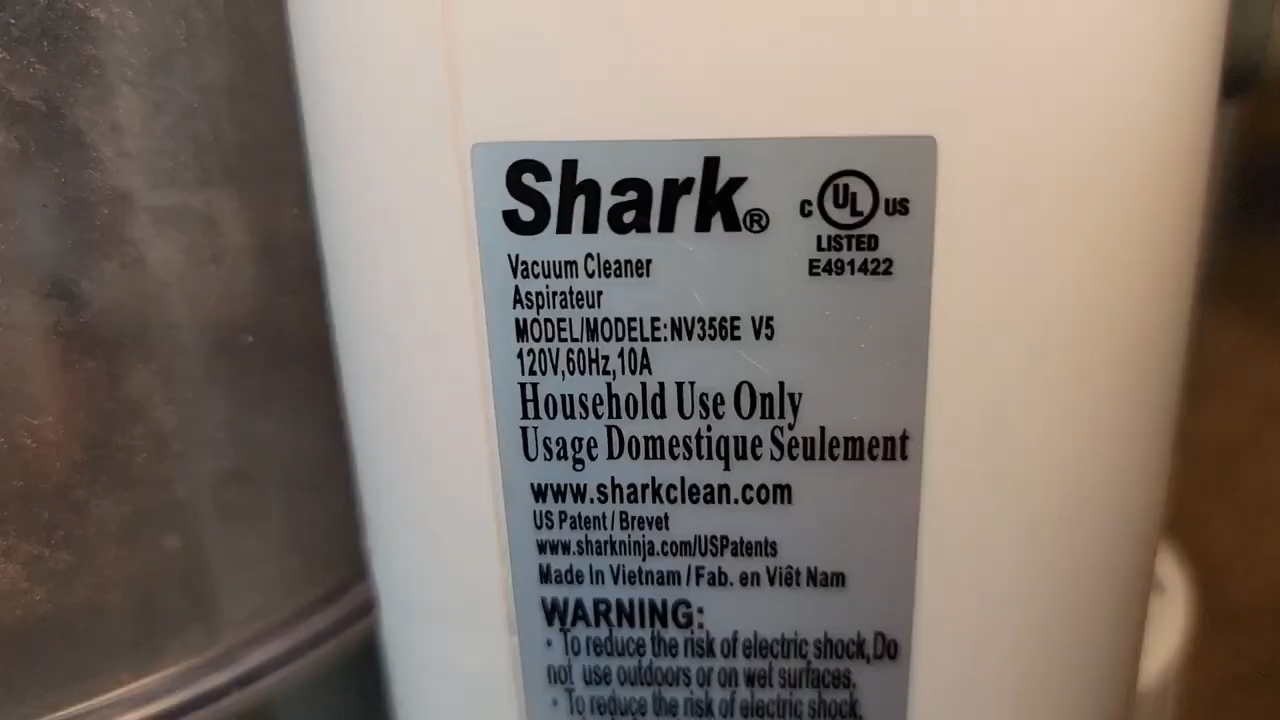 Shark®
C UL US
LISTED
E491422
Vacuum Cleaner
Aspirateur
MODEL/MODELE:NV356E V5
120V,60Hz,10A
Household Use Only
Usage Domestique Seulement
www.sharkclean.com
US Patent / Brevet
www.sharkninja.com/USPatents
Made In Vietnam / Fab. en Viêt Nam
WARNING:
· To reduce the risk of electric shock,Do
not use outdoors or on wet surfaces.
· To reduce the risk of electric shock,